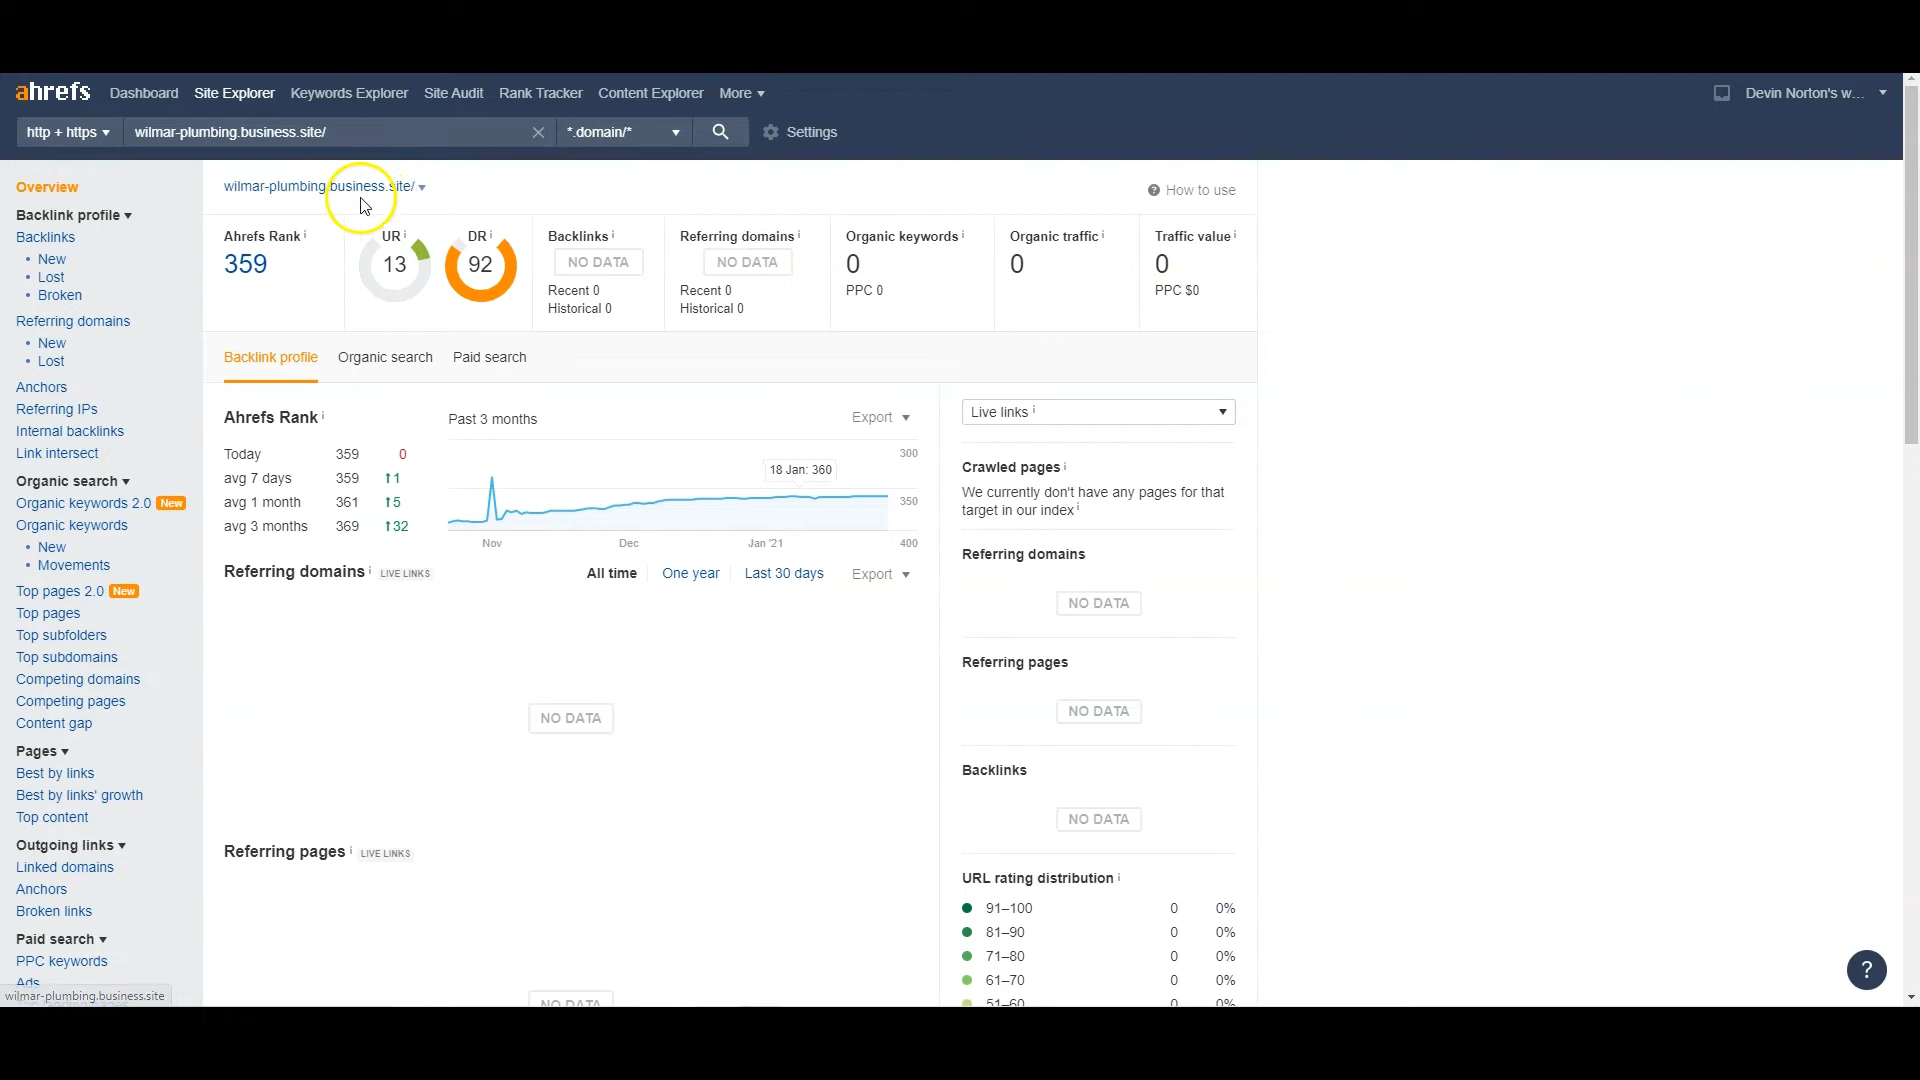 ahrefs Dashboard Site Explorer Keywords Explorer Site Audit Rank Tracker Content Explorer More Devin Norton's w...
http + https wilmar-plumbing.business.site/ *.domain/* Settings
Overview
Backlink profile
Backlinks
New
Lost
Broken
Referring domains
New
Lost
Anchors
Referring IPs
Internal backlinks
Link intersect
Organic search
Organic keywords 2.0 New
Organic keywords
New
Movements
Top pages 2.0 New
Top pages
Top subfolders
Top subdomains
Competing domains
Competing pages
Content gap
Pages
Best by links
Best by links' growth
Top content
Outgoing links
Linked domains
Anchors
Broken links
Paid search
PPC keywords
Ads
wilmar-plumbing.business.site
wilmar-plumbing.business.site/
? How to use
Ahrefs Rank i
359
UR i
13
DR i
92
Backlinks i
NO DATA
Recent 0
Historical 0
Referring domains i
NO DATA
Recent 0
Historical 0
Organic keywords i
0
PPC 0
Organic traffic i
0
Traffic value i
0
PPC $0
Backlink profile Organic search Paid search
Ahrefs Rank i
Today 359 0
avg 7 days 359 ↑1
avg 1 month 361 ↑5
avg 3 months 369 ↑32
Past 3 months Export
18 Jan: 360
300
350
400
Nov Dec Jan '21
Referring domains i LIVE LINKS All time One year Last 30 days Export
NO DATA
Referring pages i LIVE LINKS
NO DATA
Live links i
Crawled pages i
We currently don't have any pages for that
target in our index i
Referring domains
NO DATA
Referring pages
NO DATA
Backlinks
NO DATA
URL rating distribution i
91–100 0 0%
81–90 0 0%
71–80 0 0%
61–70 0 0%
51–60 0 0%
?